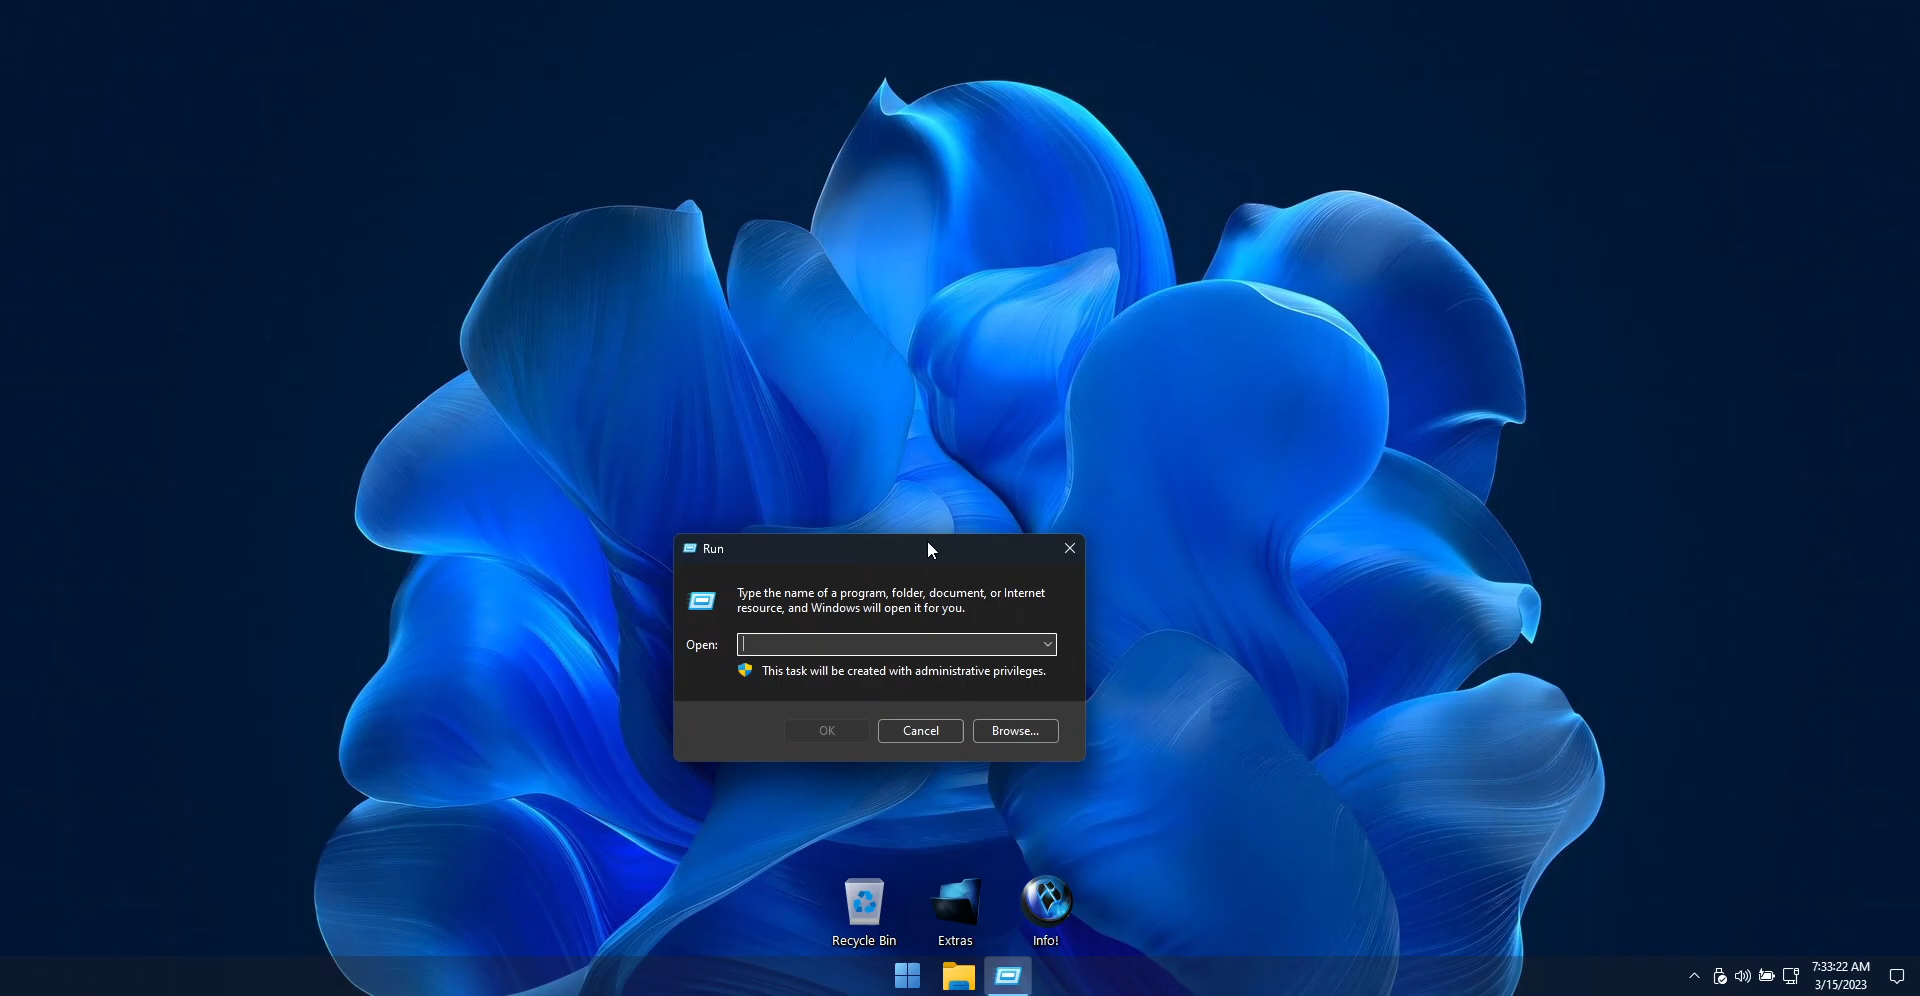 Run
Type the name of a program, folder, document, or Internet
resource, and Windows will open it for you.
Open:
This task will be created with administrative privileges.
OK
Cancel
Browse...
Recycle Bin
Extras
Info!
7:33:22 AM
3/15/2023